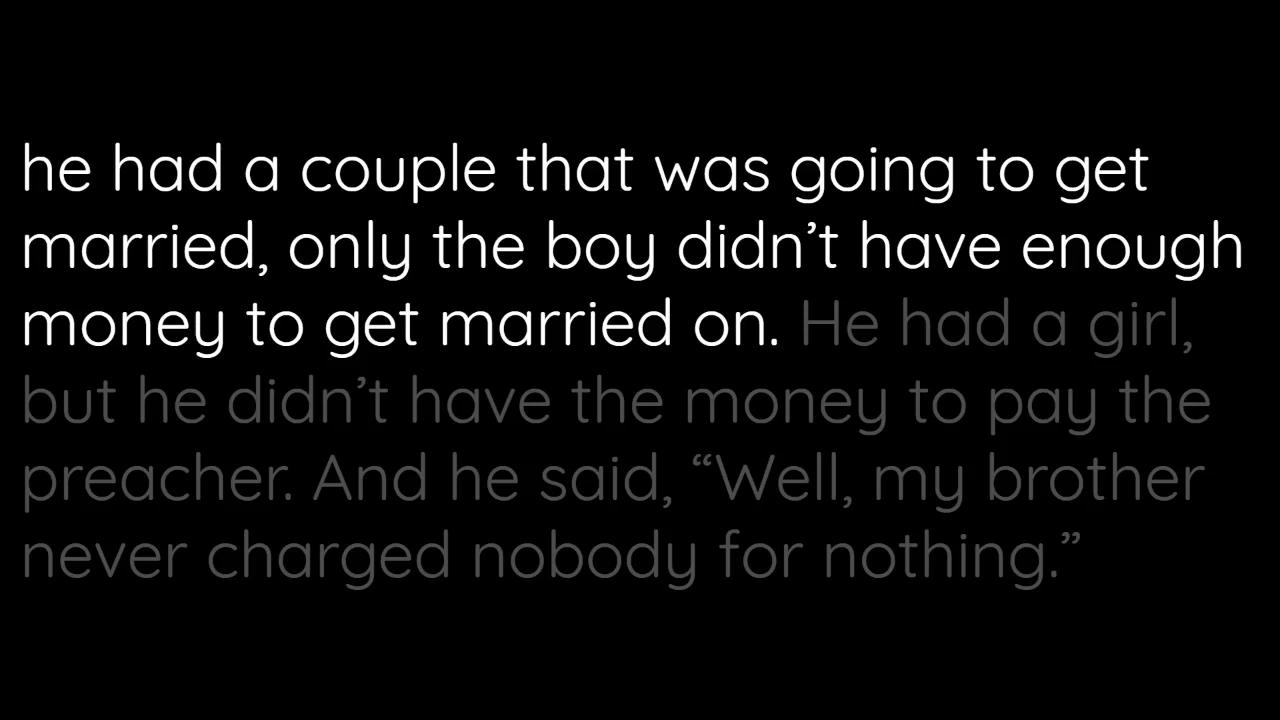 he had a couple that was going to get
married, only the boy didn’t have enough
money to get married on. He had a girl,
but he didn’t have the money to pay the
preacher. And he said, “Well, my brother
never charged nobody for nothing.”